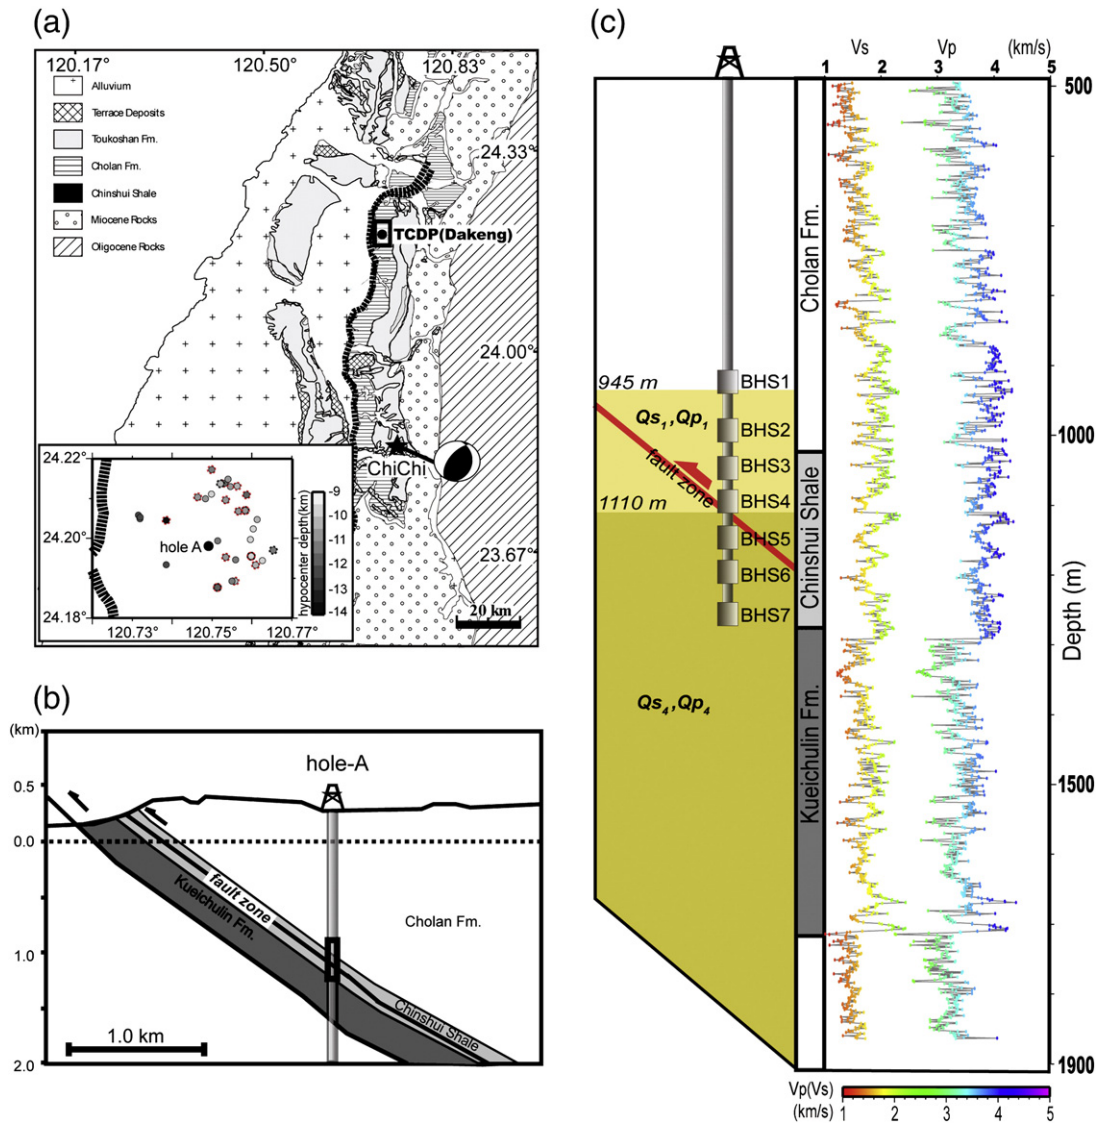 (a)
120.17° 120.50° 120.83°
Alluvium
Terrace Deposits
Toukoshan Fm.
Cholan Fm.
Chinshui Shale
Miocene Rocks
Oligocene Rocks
24.33°
TCDP(Dakeng)
24.00°
ChiChi
23.67°
20 km
24.22°
24.20°
24.18°
hole A
120.73° 120.75° 120.77°
-9
-10
-11
-12
-13
-14
hypocenter depth(km)
(b)
(km)
0.5
0.0
1.0
2.0
hole-A
fault zone
Kueichulin Fm.
Cholan Fm.
Chinshui Shale
1.0 km
(c)
Vs Vp (km/s)
1 2 3 4 5
500
1000
1500
1900
Depth (m)
Cholan Fm.
Chinshui Shale
Kueichulin Fm.
945 m
1110 m
Qs1,Qp1
fault zone
Qs4,Qp4
BHS1
BHS2
BHS3
BHS4
BHS5
BHS6
BHS7
Vp(Vs)
(km/s)
1 2 3 4 5